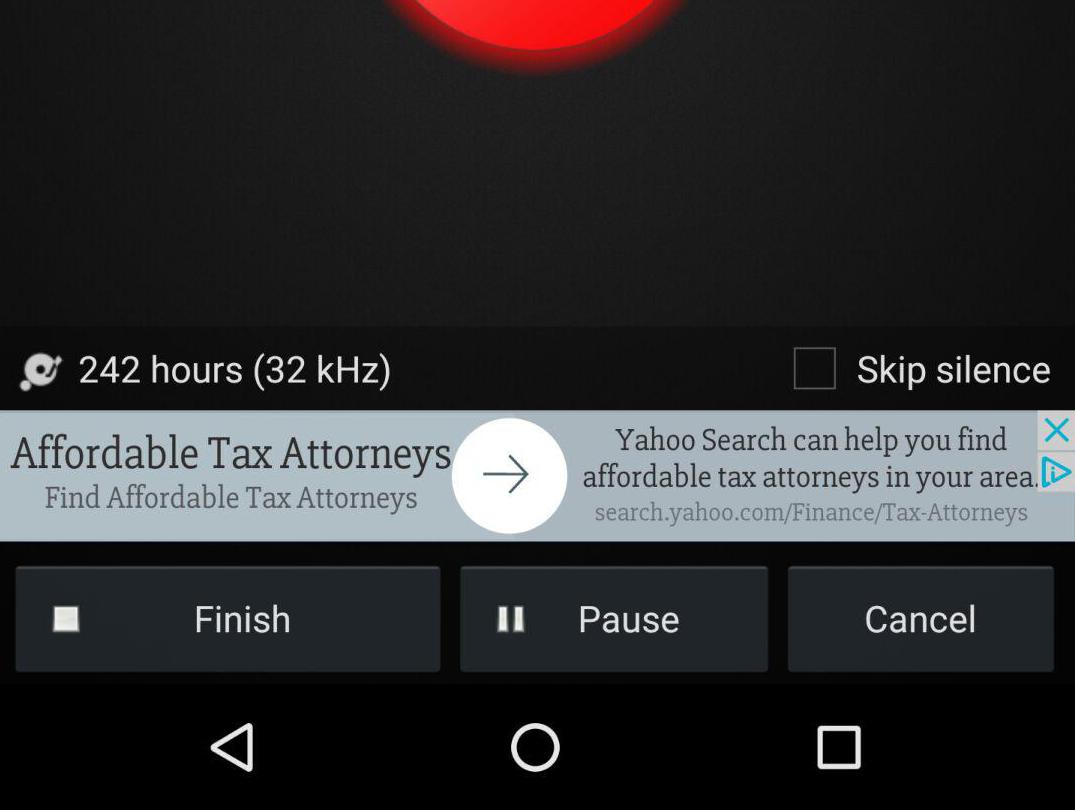 242 hours (32 kHz)
Skip silence
Affordable Tax Attorneys
Find Affordable Tax Attorneys
Yahoo Search can help you find
affordable tax attorneys in your area.
search.yahoo.com/Finance/Tax-Attorneys
Finish
Pause
Cancel